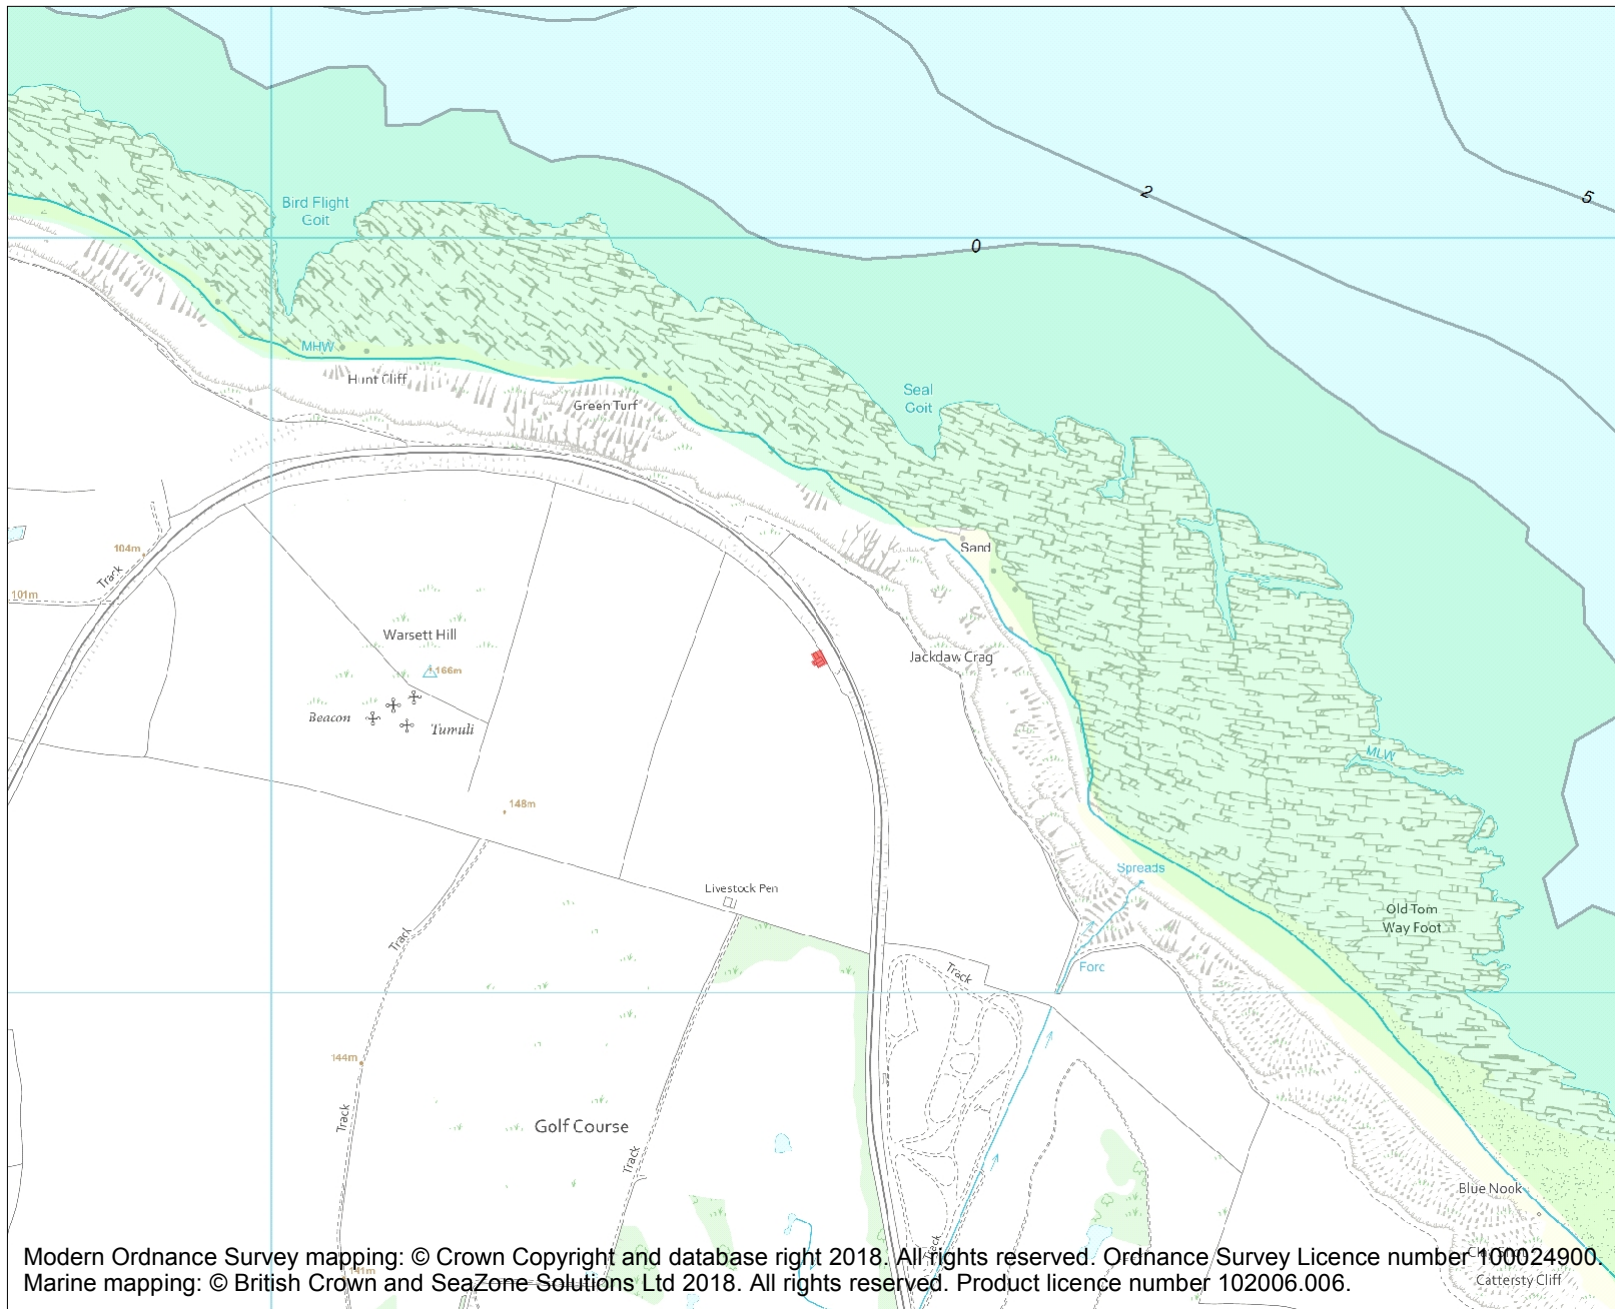 2
5
Bird Flight
Goit
0
MHW
Hunt Cliff
Green Turf
Seal
Goit
Sand
104m
Track
101m
Warsett Hill
166m
Jackdaw Crag
Beacon
Tumuli
MLW
148m
Spreads
Livestock Pen
Old Tom
Way Foot
Track
Track
Ford
144m
Track
Golf Course
Track
Blue Nook
Track
Modern Ordnance Survey mapping: © Crown Copyright and database right 2018. All rights reserved. Ordnance Survey Licence number 100024900.
Marine mapping: © British Crown and SeaZone Solutions Ltd 2018. All rights reserved. Product licence number 102006.006.
Cattersty Cliff